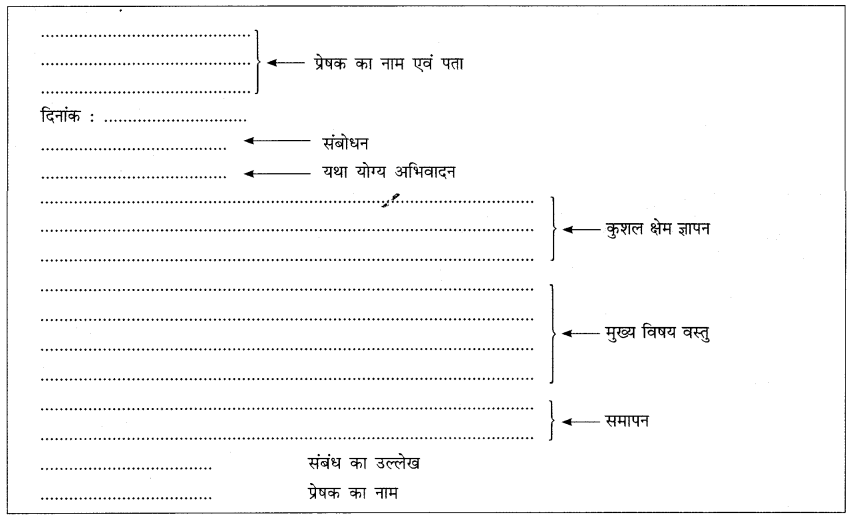 प्रेषक का नाम एवं पता
दिनांक :
संबोधन
यथा योग्य अभिवादन
कुशल क्षेम ज्ञापन
मुख्य विषय वस्तु
समापन
संबंध का उल्लेख
प्रेषक का नाम